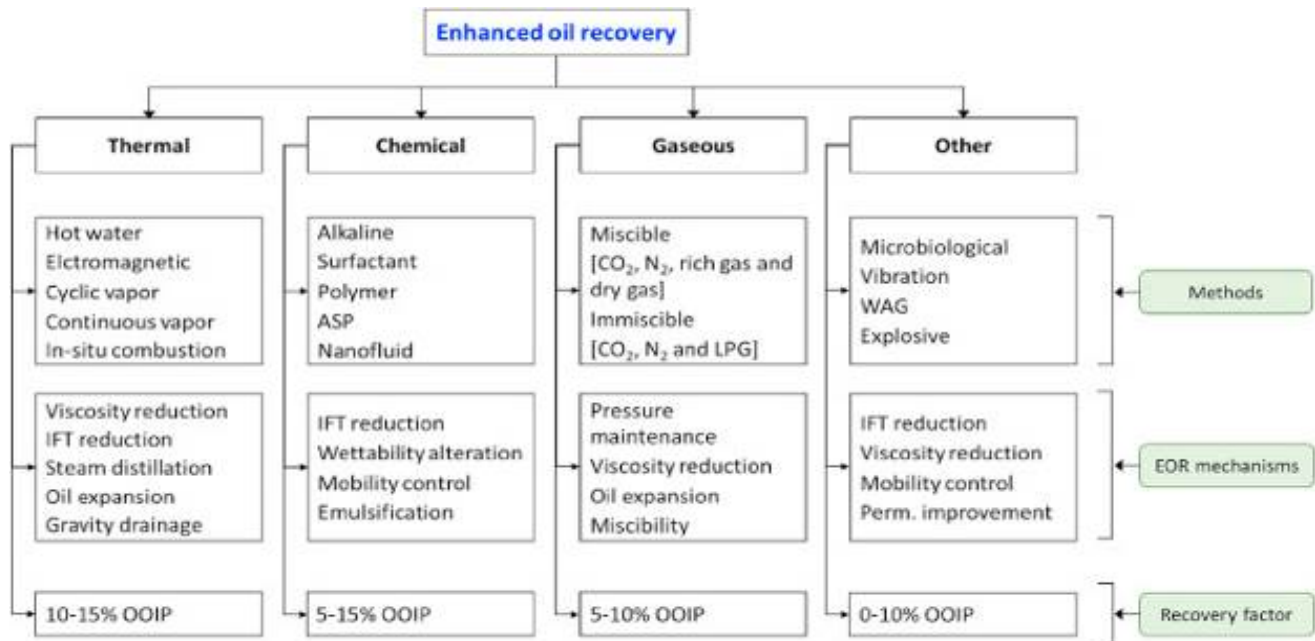 Enhanced oil recovery
Thermal
Chemical
Gaseous
Other
Hot water
Elctromagnetic
Cyclic vapor
Continuous vapor
In-situ combustion
Alkaline
Surfactant
Polymer
ASP
Nanofluid
Miscible
[CO₂, N₂, rich gas and
dry gas]
Immiscible
[CO₂, N₂ and LPG]
Microbiological
Vibration
WAG
Explosive
Methods
Viscosity reduction
IFT reduction
Steam distillation
Oil expansion
Gravity drainage
IFT reduction
Wettability alteration
Mobility control
Emulsification
Pressure
maintenance
Viscosity reduction
Oil expansion
Miscibility
IFT reduction
Viscosity reduction
Mobility control
Perm. improvement
EOR mechanisms
10-15% OOIP
5-15% OOIP
5-10% OOIP
0-10% OOIP
Recovery factor